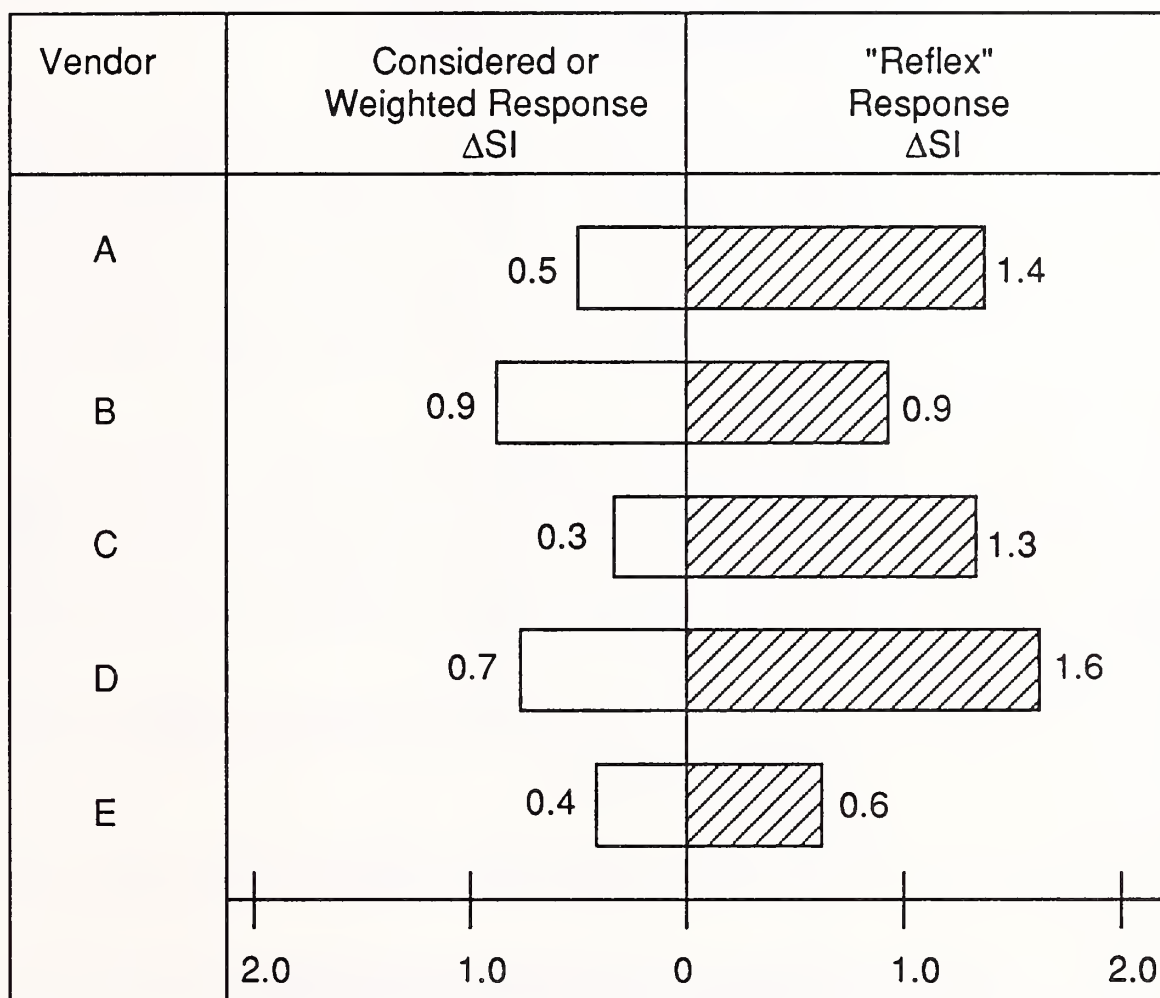 Vendor
Considered or
Weighted Response
ΔSI
"Reflex"
Response
ΔSI
A
0.5
1.4
B
0.9
0.9
C
0.3
1.3
D
0.7
1.6
E
0.4
0.6
2.0
1.0
0
1.0
2.0